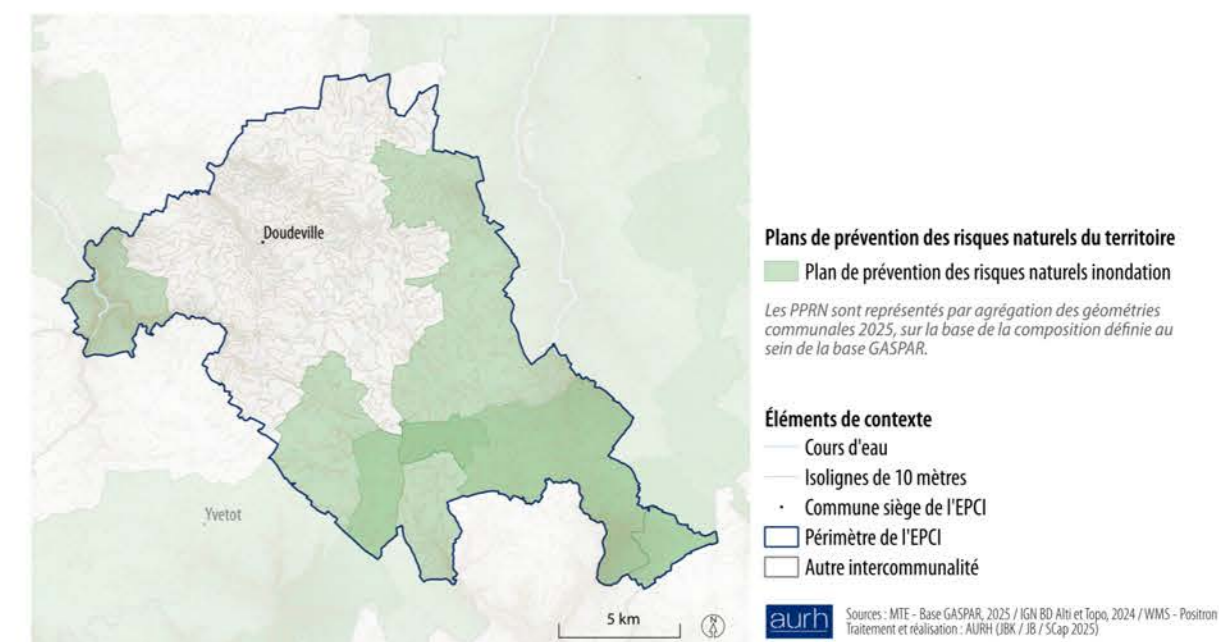 Doudeville
Yvetot
5 km
N
Plans de prévention des risques naturels du territoire
Plan de prévention des risques naturels inondation
Les PPRN sont représentés par agrégation des géométries
communales 2025, sur la base de la composition définie au
sein de la base GASPAR.
Éléments de contexte
Cours d'eau
Isolignes de 10 mètres
Commune siège de l'EPCI
Périmètre de l'EPCI
Autre intercommunalité
aurh
Sources : MTE - Base GASPAR, 2025 / IGN BD Alti et Topo, 2024 / WMS - Positron
Traitement et réalisation : AURH (JBK / JB / SCap 2025)